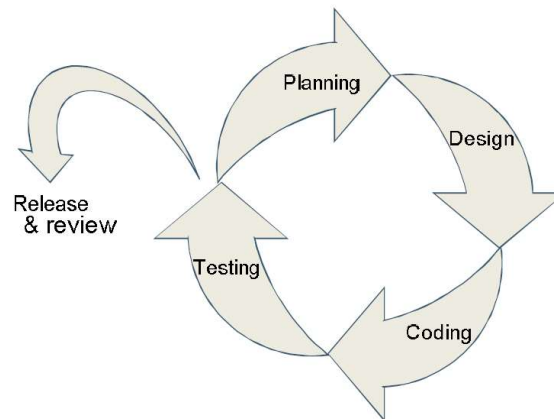 Planning
Design
Coding
Testing
Release
& review